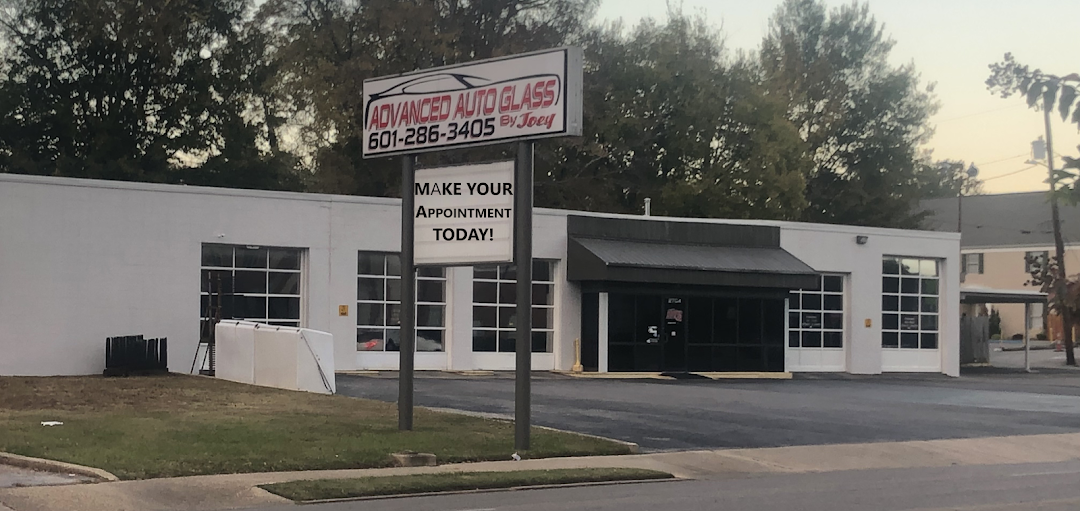 ADVANCED AUTO GLASS
By Joey
601-286-3405
MAKE YOUR
APPOINTMENT
TODAY!